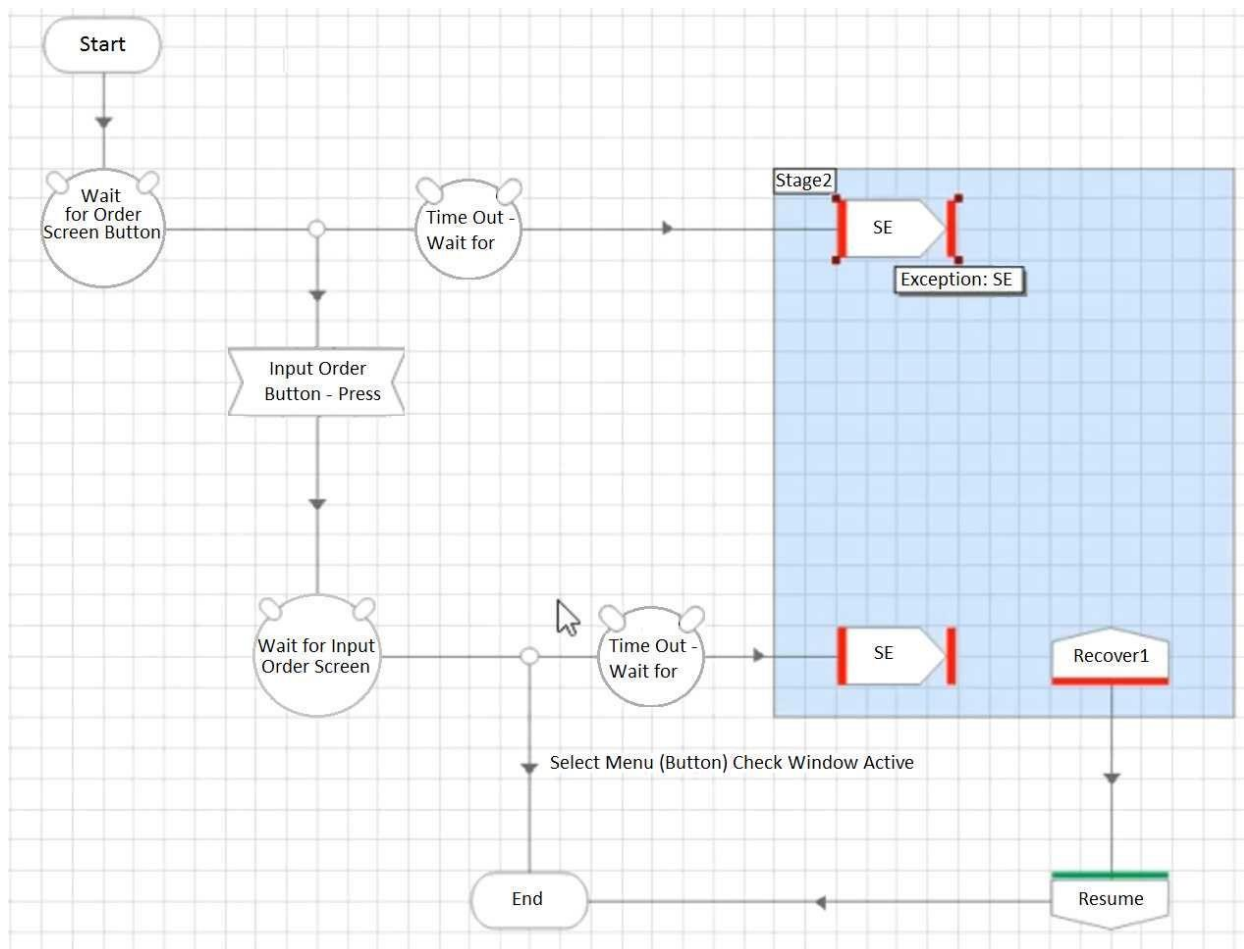 Start
Wait
for Order
Screen Button
Time Out -
Wait for
Stage2
SE
Exception: SE
Input Order
Button - Press
Wait for Input
Order Screen
Time Out -
Wait for
SE
Recover1
Select Menu (Button) Check Window Active
End
Resume